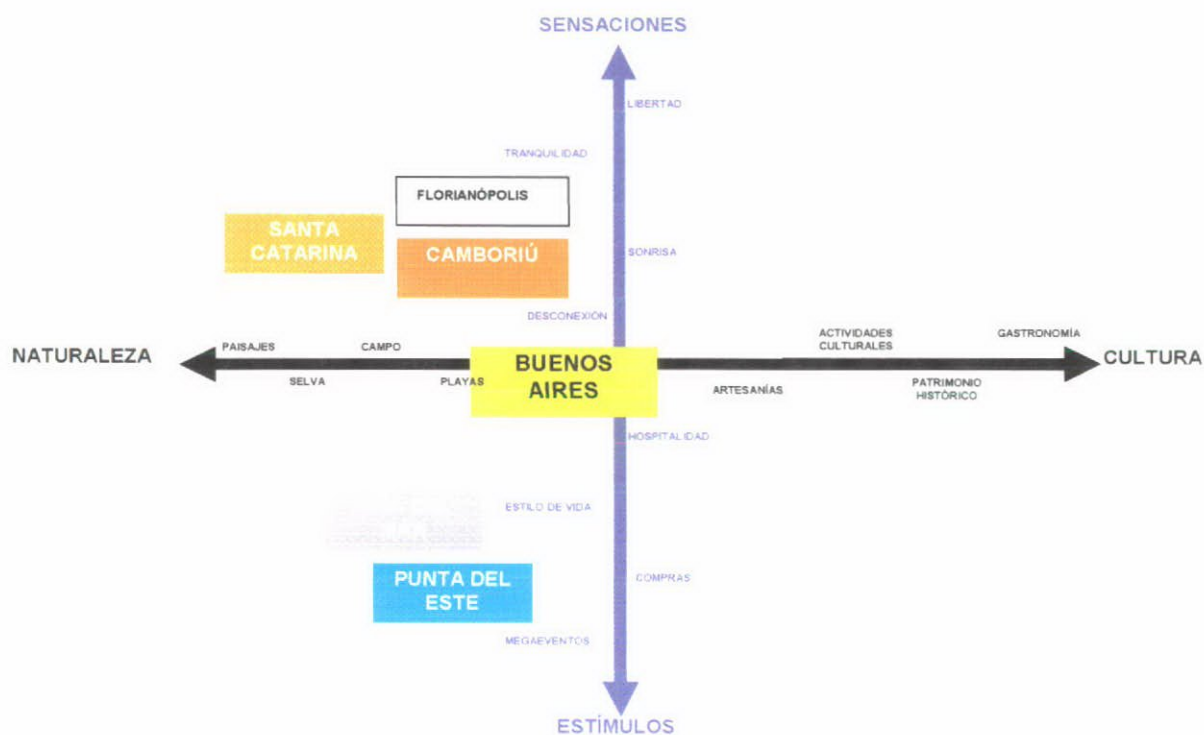 SENSACIONES
LIBERTAD
TRANQUILIDAD
FLORIANÓPOLIS
SANTA
CATARINA
CAMBORIÚ
SONRISA
DESCONEXIÓN
NATURALEZA
PAISAJES
CAMPO
SELVA
PLAYAS
BUENOS
AIRES
ACTIVIDADES
CULTURALES
GASTRONOMÍA
CULTURA
ARTESANÍAS
PATRIMONIO
HISTÓRICO
HOSPITALIDAD
ESTILO DE VIDA
PUNTA DEL
ESTE
COMPRAS
MEGAEVENTOS
ESTÍMULOS